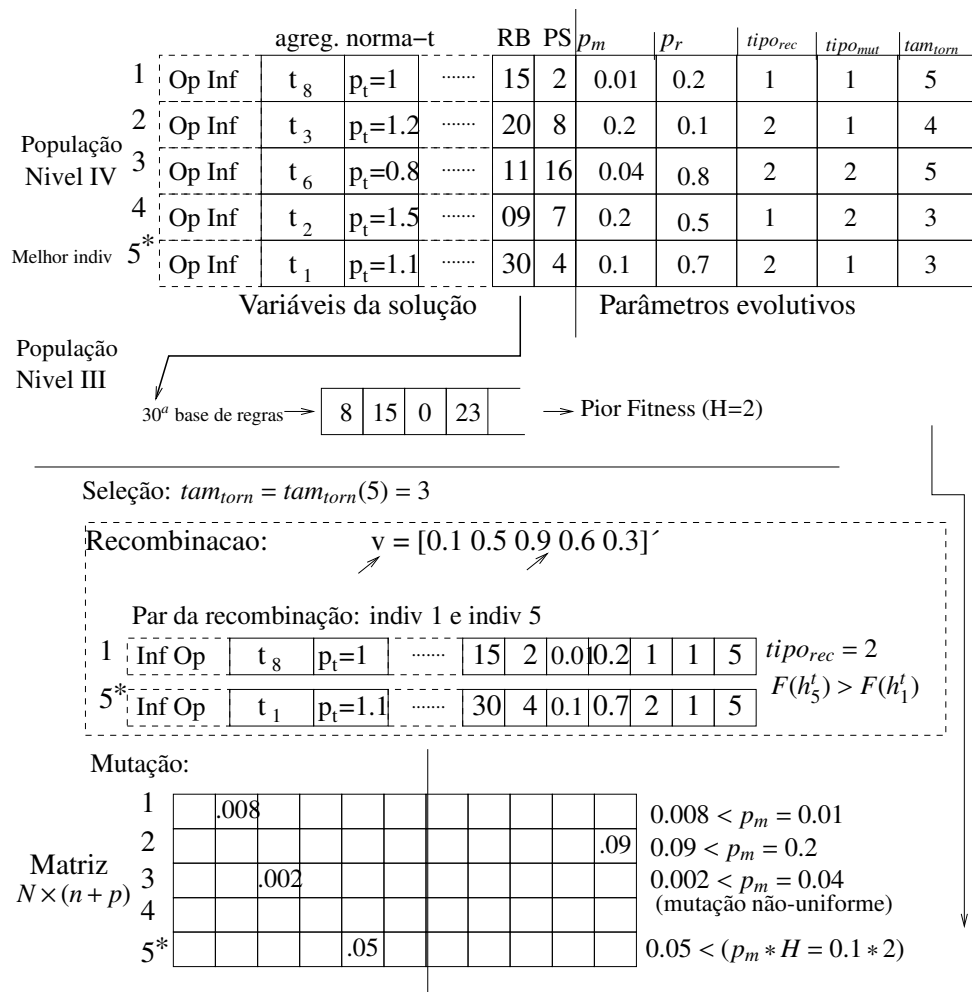 agreg. norma–t RB PS p_m p_r tipo_rec tipo_mut tam_torn
1 Op Inf t_8 p_t=1 ....... 15 2 0.01 0.2 1 1 5
2 Op Inf t_3 p_t=1.2 ....... 20 8 0.2 0.1 2 1 4
População
Nivel IV
3 Op Inf t_6 p_t=0.8 ....... 11 16 0.04 0.8 2 2 5
4 Op Inf t_2 p_t=1.5 ....... 09 7 0.2 0.5 1 2 3
Melhor indiv 5* Op Inf t_1 p_t=1.1 ....... 30 4 0.1 0.7 2 1 3
Variáveis da solução Parâmetros evolutivos
População
Nivel III
30ª base de regras 8 15 0 23 Pior Fitness (H=2)
Seleção: tam_torn = tam_torn(5) = 3
Recombinacao: v = [0.1 0.5 0.9 0.6 0.3]´
Par da recombinação: indiv 1 e indiv 5
1 Inf Op t_8 p_t=1 ....... 15 2 0.01 0.2 1 1 5 tipo_rec = 2
F(h_5^t) > F(h_1^t)
5* Inf Op t_1 p_t=1.1 ....... 30 4 0.1 0.7 2 1 5
Mutação:
1 .008 0.008 < p_m = 0.01
2 .09 0.09 < p_m = 0.2
Matriz
N × (n + p)
3 .002 0.002 < p_m = 0.04
(mutação não-uniforme)
4
5* .05 0.05 < (p_m * H = 0.1 * 2)